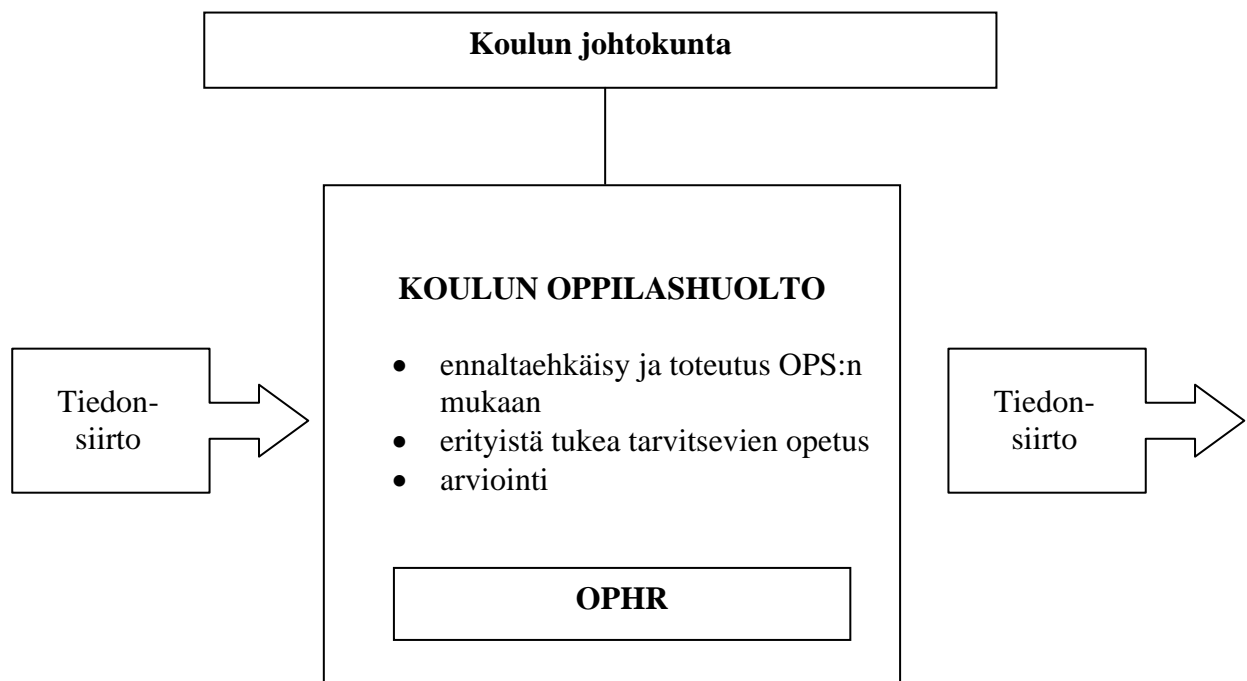 Koulun johtokunta
KOULUN OPPILASHUOLTO
• ennaltaehkäisy ja toteutus OPS:n
mukaan
• erityistä tukea tarvitsevien opetus
• arviointi
OPHR
Tiedon-
siirto
Tiedon-
siirto